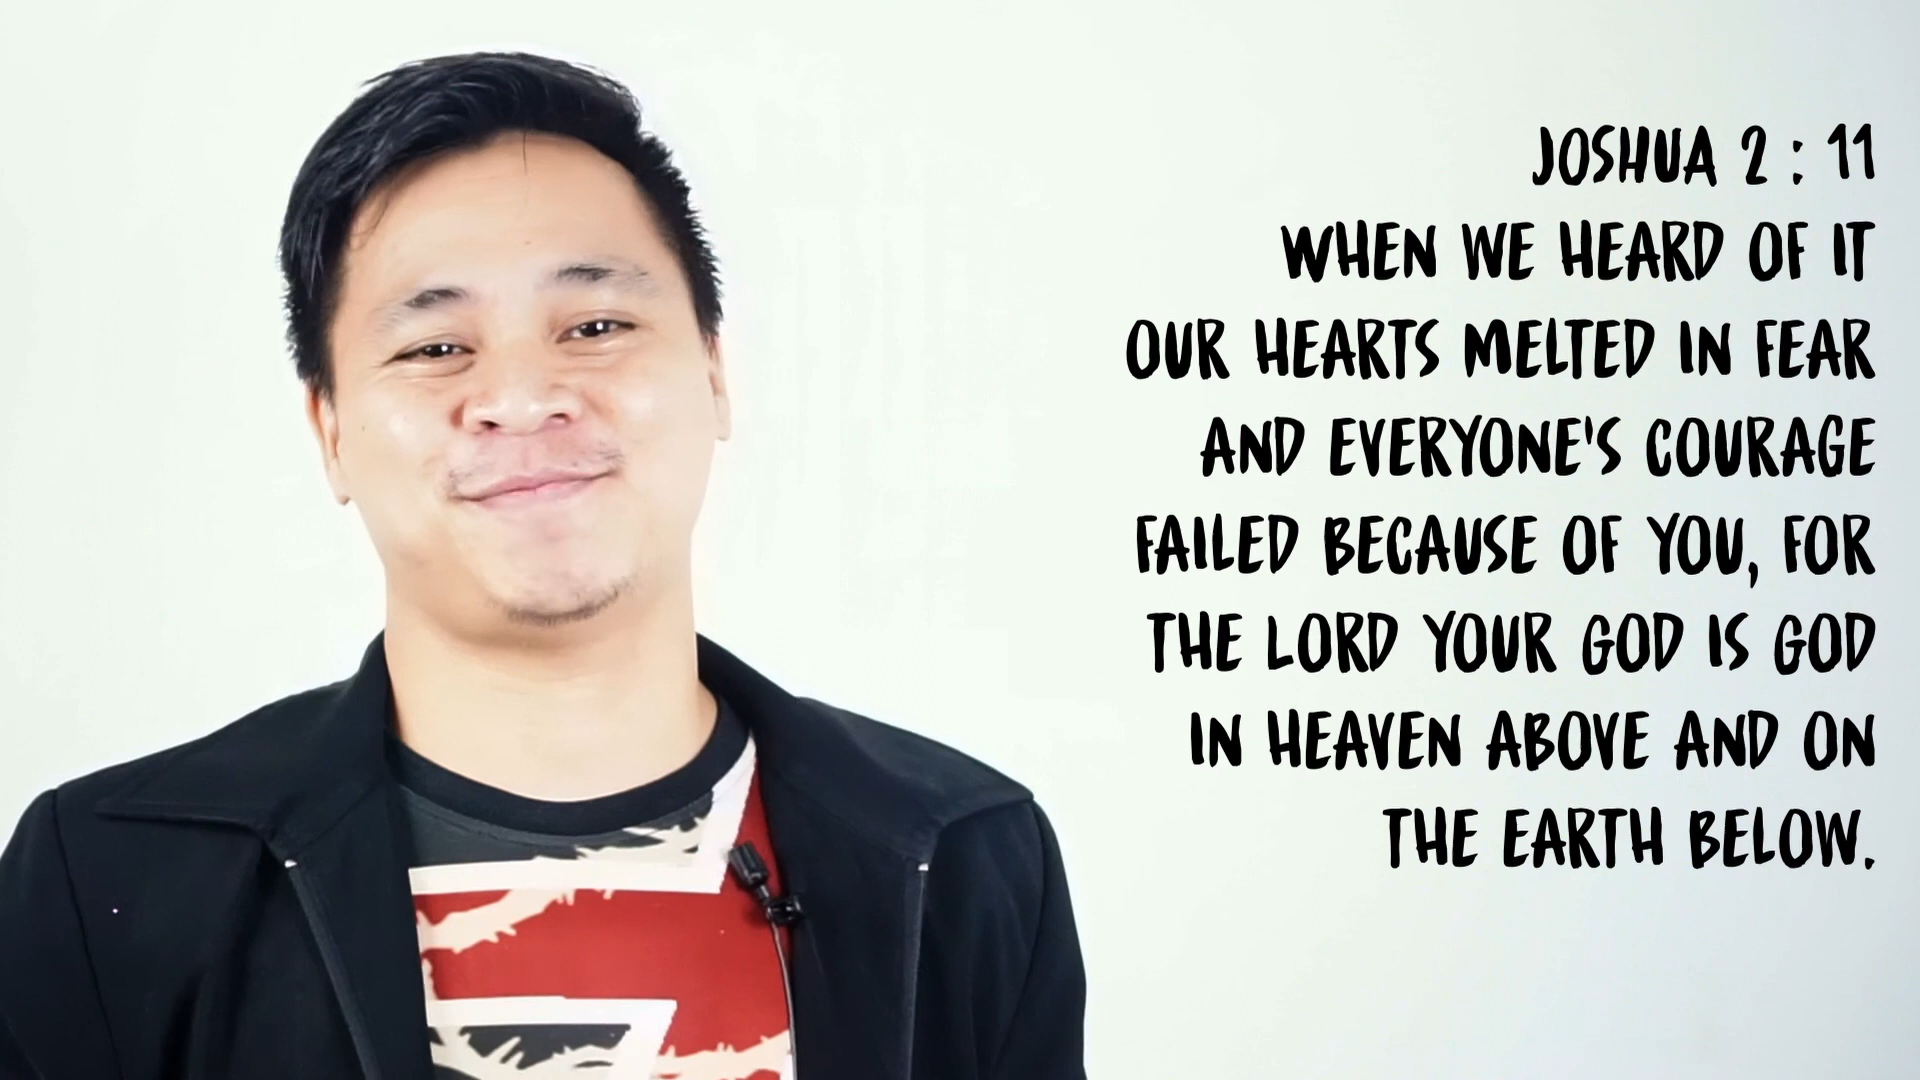 JOSHUA 2 : 11
WHEN WE HEARD OF IT
OUR HEARTS MELTED IN FEAR
AND EVERYONE'S COURAGE
FAILED BECAUSE OF YOU, FOR
THE LORD YOUR GOD IS GOD
IN HEAVEN ABOVE AND ON
THE EARTH BELOW.